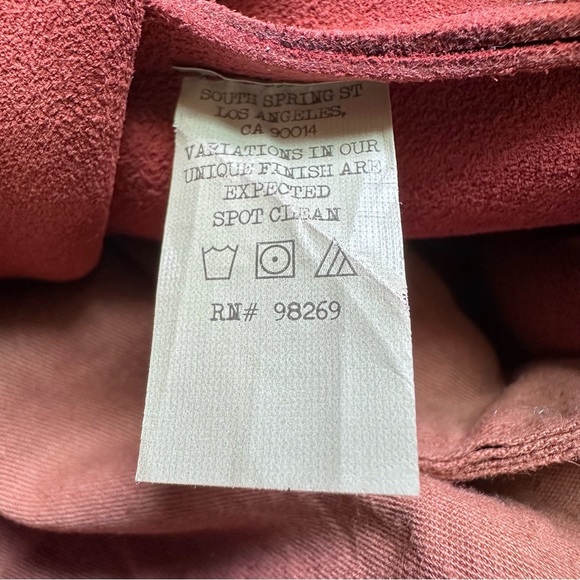 SOUTH SPRING ST
LOS ANGELES,
CA 90014
VARIATIONS IN OUR
UNIQUE FINISH ARE
EXPECTED
SPOT CLEAN
RN# 98269